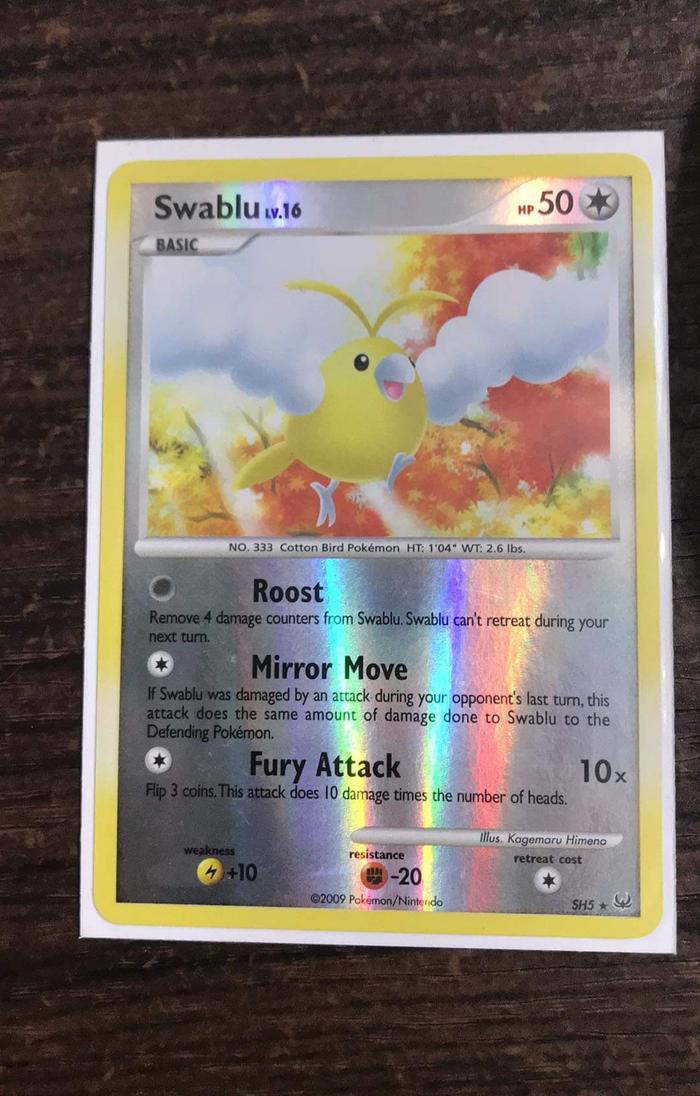 Swablu LV.16 HP 50
BASIC
NO. 333 Cotton Bird Pokémon HT: 1'04" WT: 2.6 lbs.
Roost
Remove 4 damage counters from Swablu. Swablu can't retreat during your
next turn.
Mirror Move
If Swablu was damaged by an attack during your opponent's last turn, this
attack does the same amount of damage done to Swablu to the
Defending Pokémon.
Fury Attack 10x
Flip 3 coins. This attack does 10 damage times the number of heads.
Illus. Kagemaru Himeno
weakness resistance retreat cost
+10 -20
©2009 Pokémon/Nintendo SH5 ★